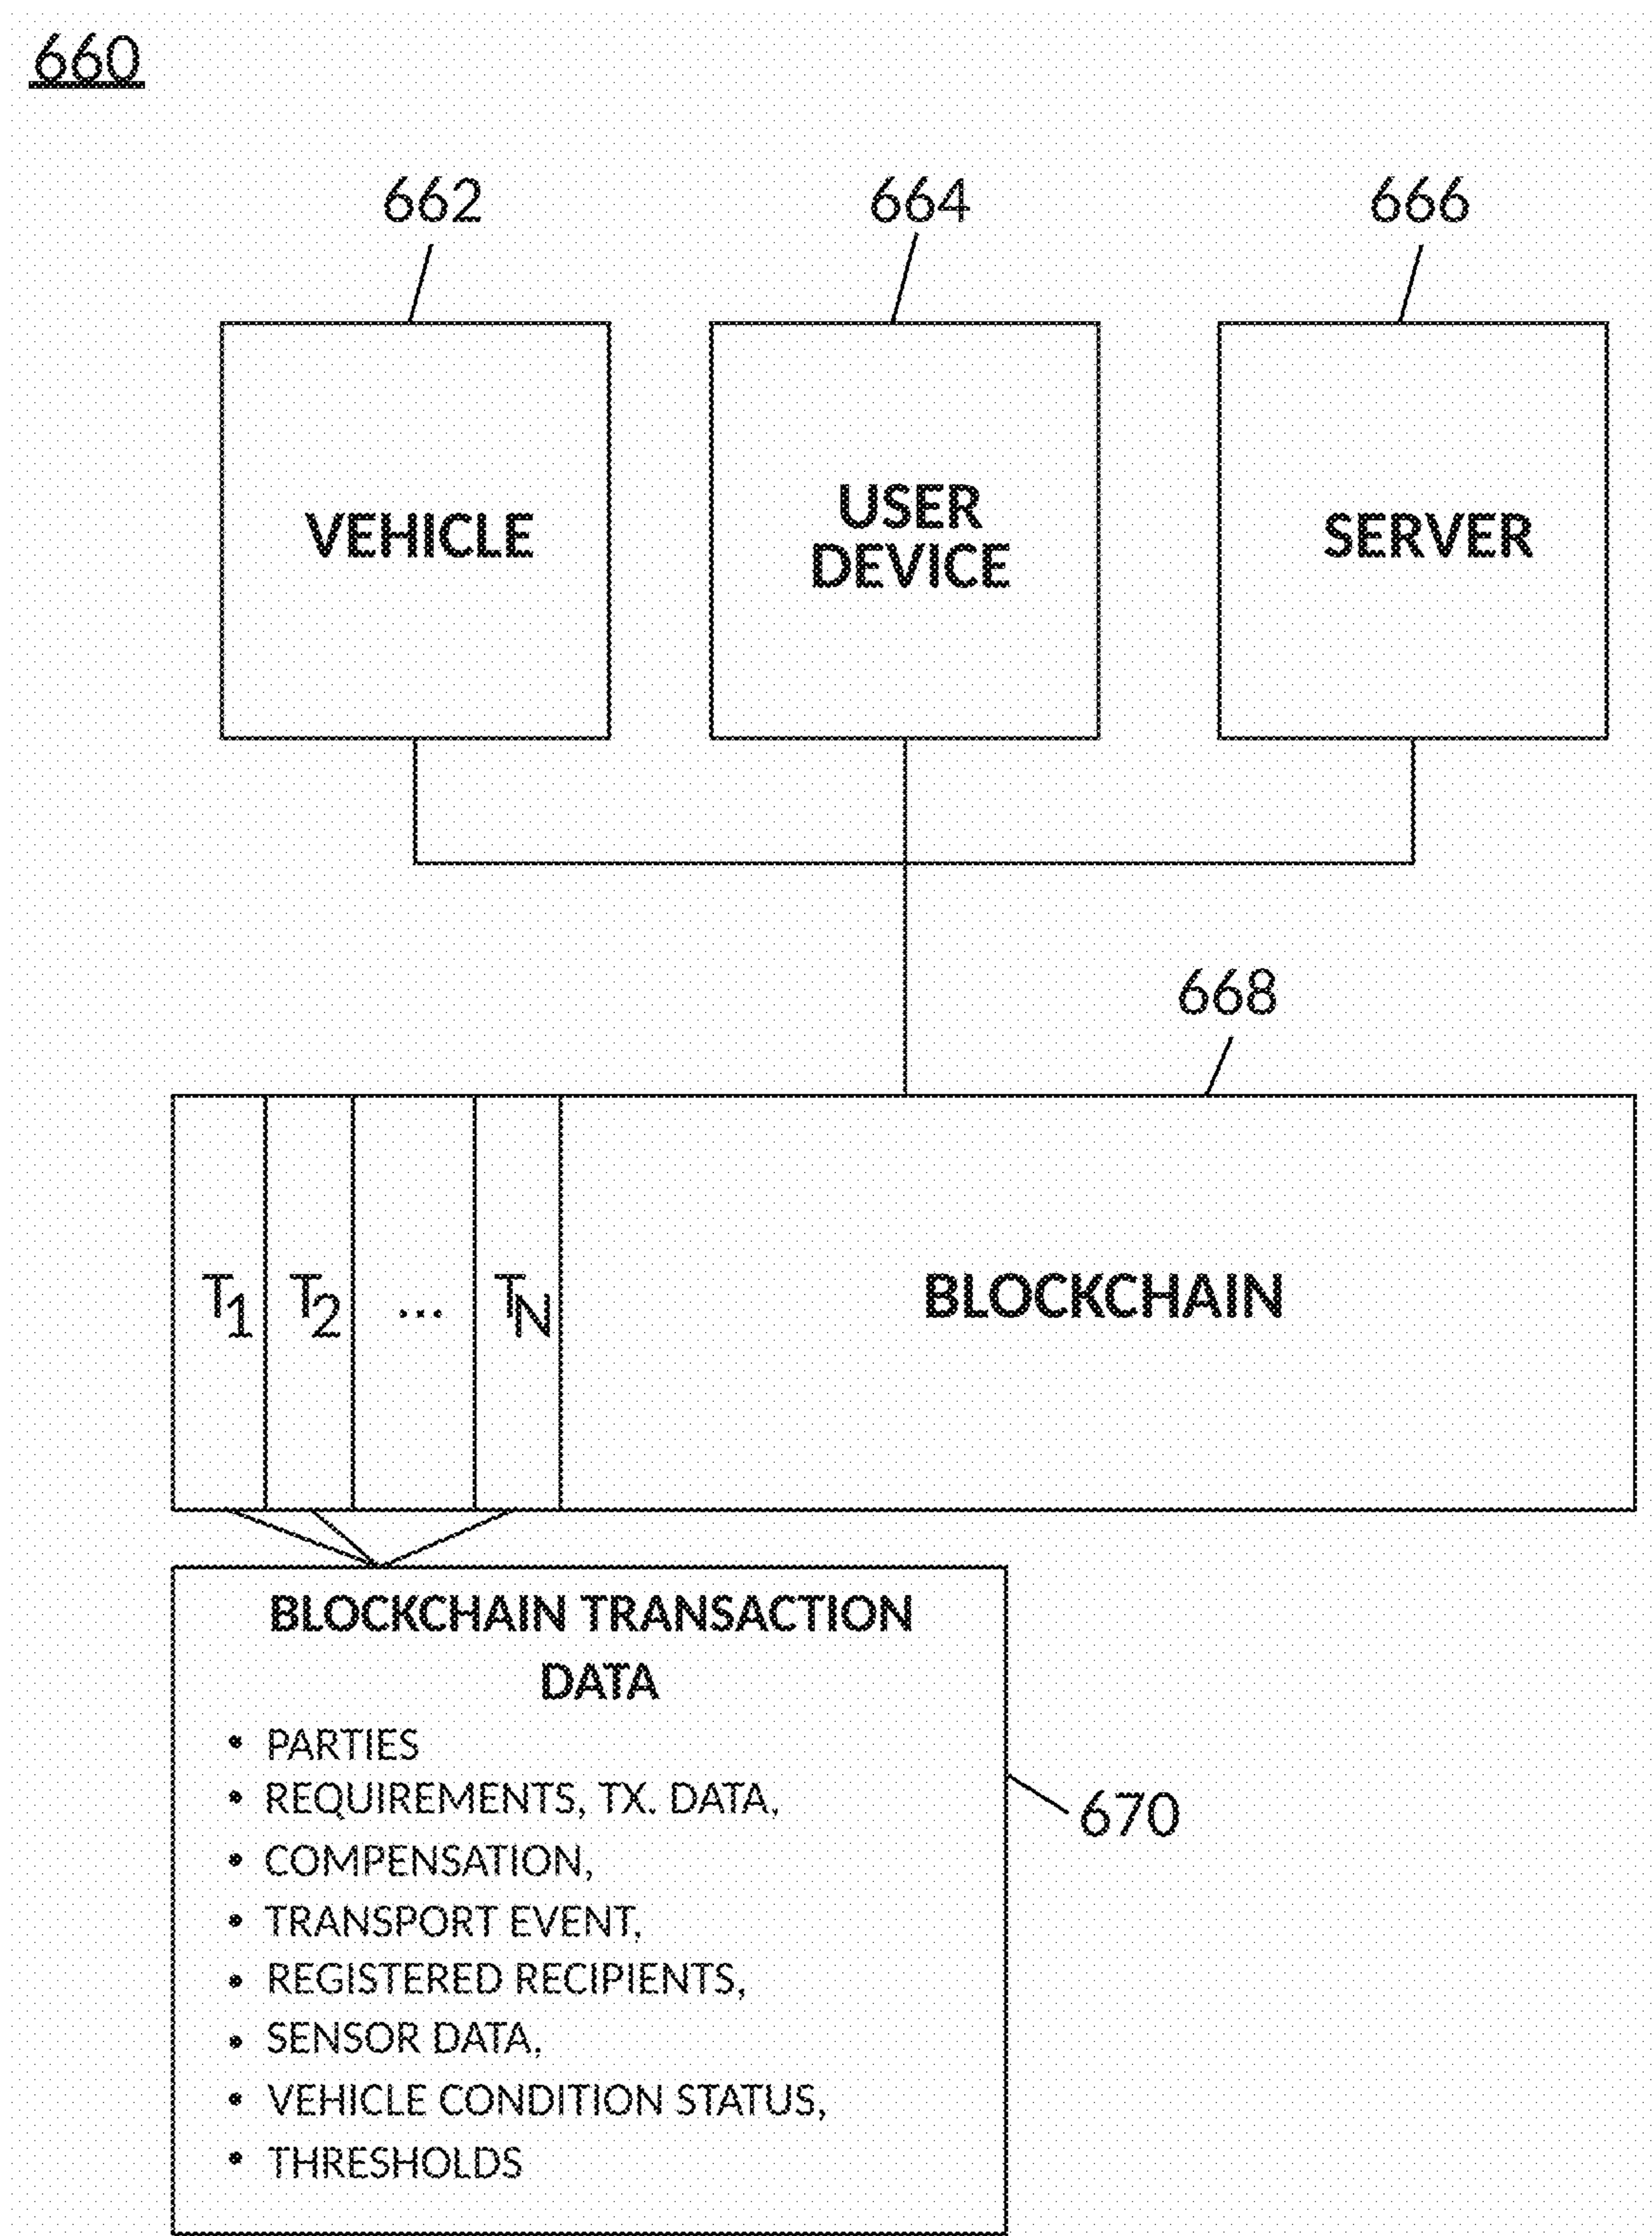 660
662 664 666
VEHICLE
USER
DEVICE
SERVER
668
T1 T2 ... TN BLOCKCHAIN
BLOCKCHAIN TRANSACTION
DATA
• PARTIES
• REQUIREMENTS, TX. DATA,
• COMPENSATION,
• TRANSPORT EVENT,
• REGISTERED RECIPIENTS,
• SENSOR DATA,
• VEHICLE CONDITION STATUS,
• THRESHOLDS
670